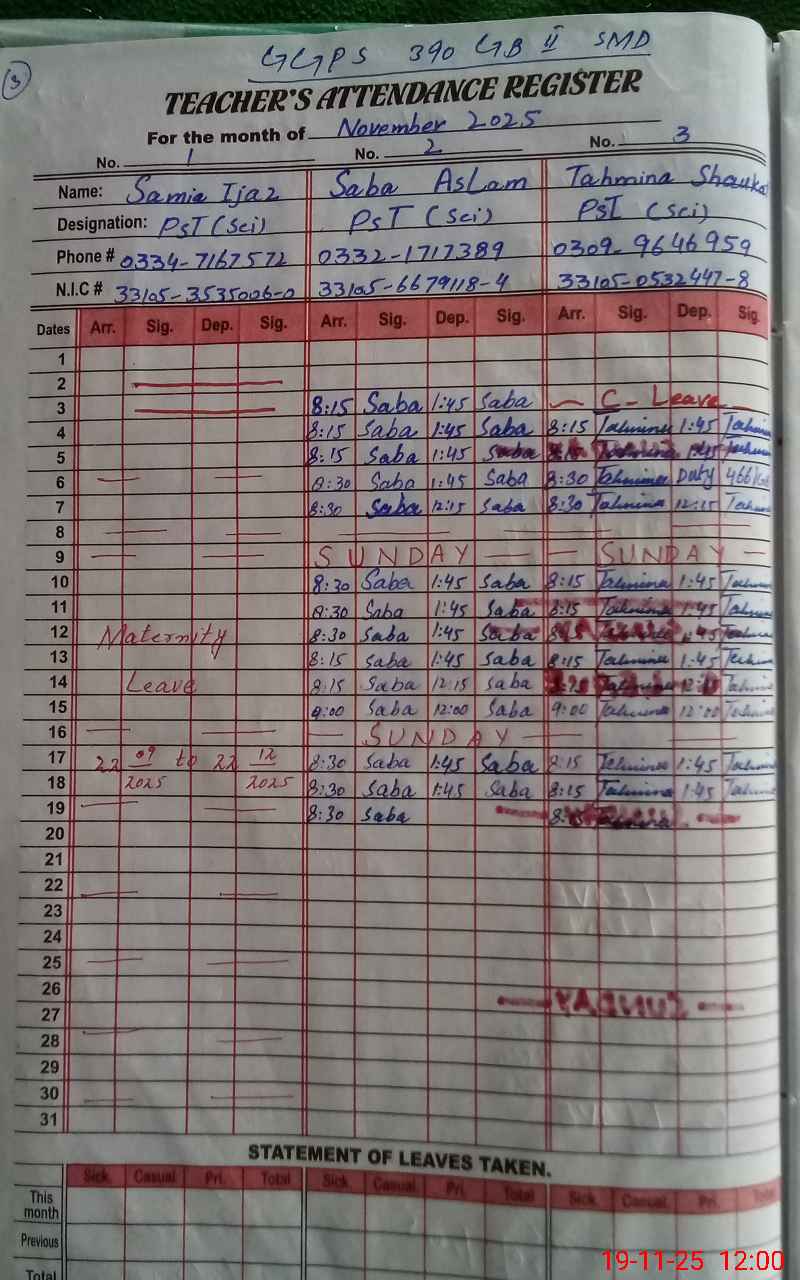 3
GGPS 390 GB II SMD
TEACHER'S ATTENDANCE REGISTER
For the month of November 2025
No. 1 No. 2 No. 3
Name: Samia Ijaz Saba Aslam Tahmina Shauka
Designation: PST (Sci) PST (Sci) PST (Sci)
Phone # 0334-7167572 0332-1717389 0309-9646959
N.I.C # 33105-3535006-0 33105-6679118-4 33105-0532447-8
Dates Arr. Sig. Dep. Sig. Arr. Sig. Dep. Sig. Arr. Sig. Dep. Sig.
1
2
3 8:15 Saba 1:45 Saba C- Leave
4 8:15 Saba 1:45 Saba 8:15 Tahmina 1:45
5 8:15 Saba 1:45 Saba Tahmina 1:45
6 8:30 Saba 1:45 Saba 8:30 Tahmina Duty 466
7 8:30 Saba 12:15 Saba 8:30 Tahmina 12:15
8
9 SUNDAY SUNDAY
10 8:30 Saba 1:45 Saba 8:15 Tahmina 1:45
11 8:30 Saba 1:45 Saba 8:15 Tahmina 1:45
12 Maternity 8:30 Saba 1:45 Saba 1:45
13 8:15 Saba 1:45 Saba 8:15 Tahmina 1:45
14 Leave 8:15 Saba 12:15 Saba
15 9:00 Saba 12:00 Saba 9:00 Tahmina 12:00
16 SUNDAY
17 22 09 2025 to 22 12 2025 8:30 Saba 1:45 Saba 8:15 Tahmina 1:45
18 8:30 Saba 1:45 Saba 8:15 Tahmina 1:45
19 8:30 Saba 8:15 Tahmina
20
21
22
23
24
25
26
27
28
29
30
31
STATEMENT OF LEAVES TAKEN.
Sick Casual Pri. Total Sick Casual Pri. Total Sick Casual Pri. Total
This month
Previous
Total
19-11-25 12:00